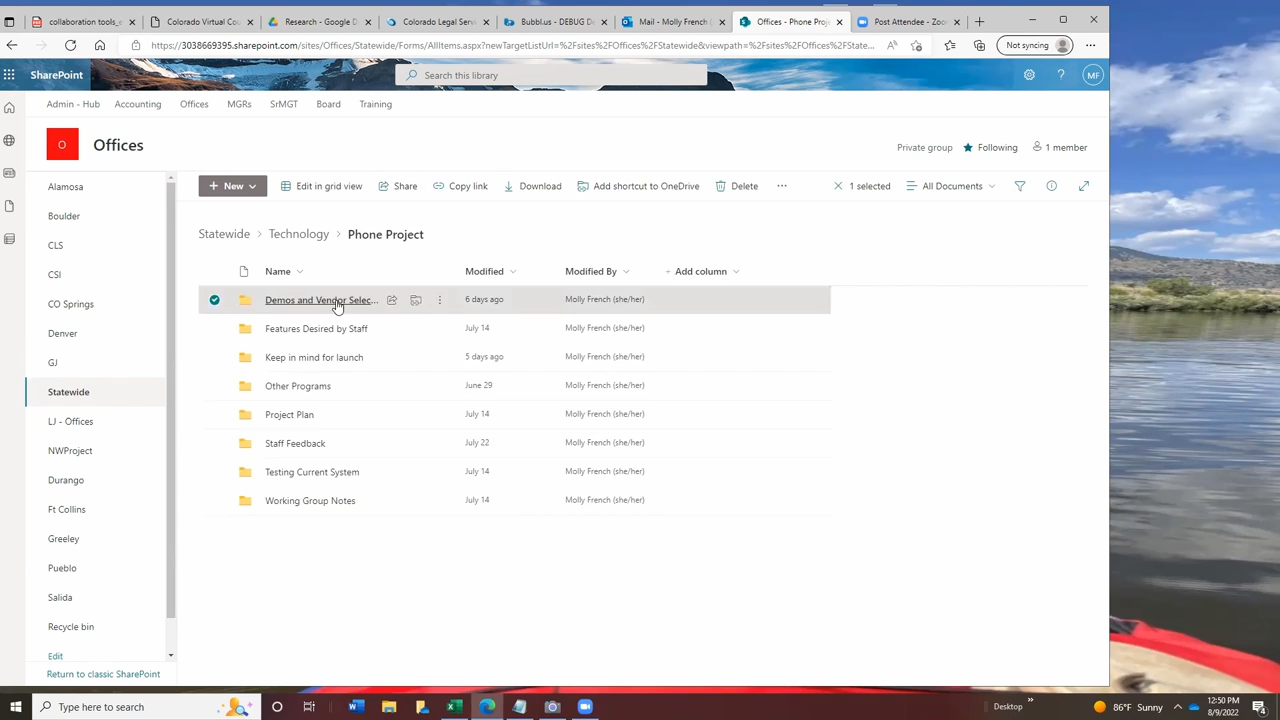 collaboration tools_e
Colorado Virtual Cou
Research - Google D
Colorado Legal Servi
Bubbl.us - DEBUG De
Mail - Molly French (
Offices - Phone Proj
Post Attendee - Zoo
https://3038669395.sharepoint.com/sites/Offices/Statewide/Forms/AllItems.aspx?newTargetListUrl=%2Fsites%2FOffices%2FStatewide&viewpath=%2Fsites%2FOffices%2FState...
Not syncing
SharePoint
Search this library
MF
Admin - Hub Accounting Offices MGRs SrMGT Board Training
O Offices
Private group Following 1 member
New Edit in grid view Share Copy link Download Add shortcut to OneDrive Delete ... 1 selected All Documents
Statewide > Technology > Phone Project
Name Modified Modified By + Add column
Demos and Vendor Selec... 6 days ago Molly French (she/her)
Features Desired by Staff July 14 Molly French (she/her)
Keep in mind for launch 5 days ago Molly French (she/her)
Other Programs June 29 Molly French (she/her)
Project Plan July 14 Molly French (she/her)
Staff Feedback July 22 Molly French (she/her)
Testing Current System July 14 Molly French (she/her)
Working Group Notes July 14 Molly French (she/her)
Alamosa
Boulder
CLS
CSI
CO Springs
Denver
GJ
Statewide
LJ - Offices
NWProject
Durango
Ft Collins
Greeley
Pueblo
Salida
Recycle bin
Edit
Return to classic SharePoint
Type here to search
Desktop
86°F Sunny
12:50 PM
8/9/2022